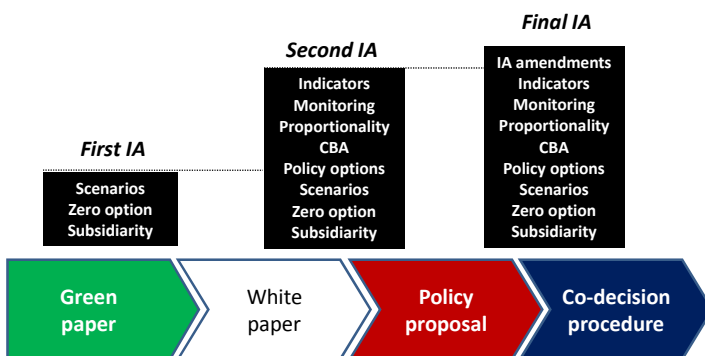 Final IA
Second IA
First IA
Scenarios
Zero option
Subsidiarity
Indicators
Monitoring
Proportionality
CBA
Policy options
Scenarios
Zero option
Subsidiarity
IA amendments
Indicators
Monitoring
Proportionality
CBA
Policy options
Scenarios
Zero option
Subsidiarity
Green
paper
White
paper
Policy
proposal
Co-decision
procedure